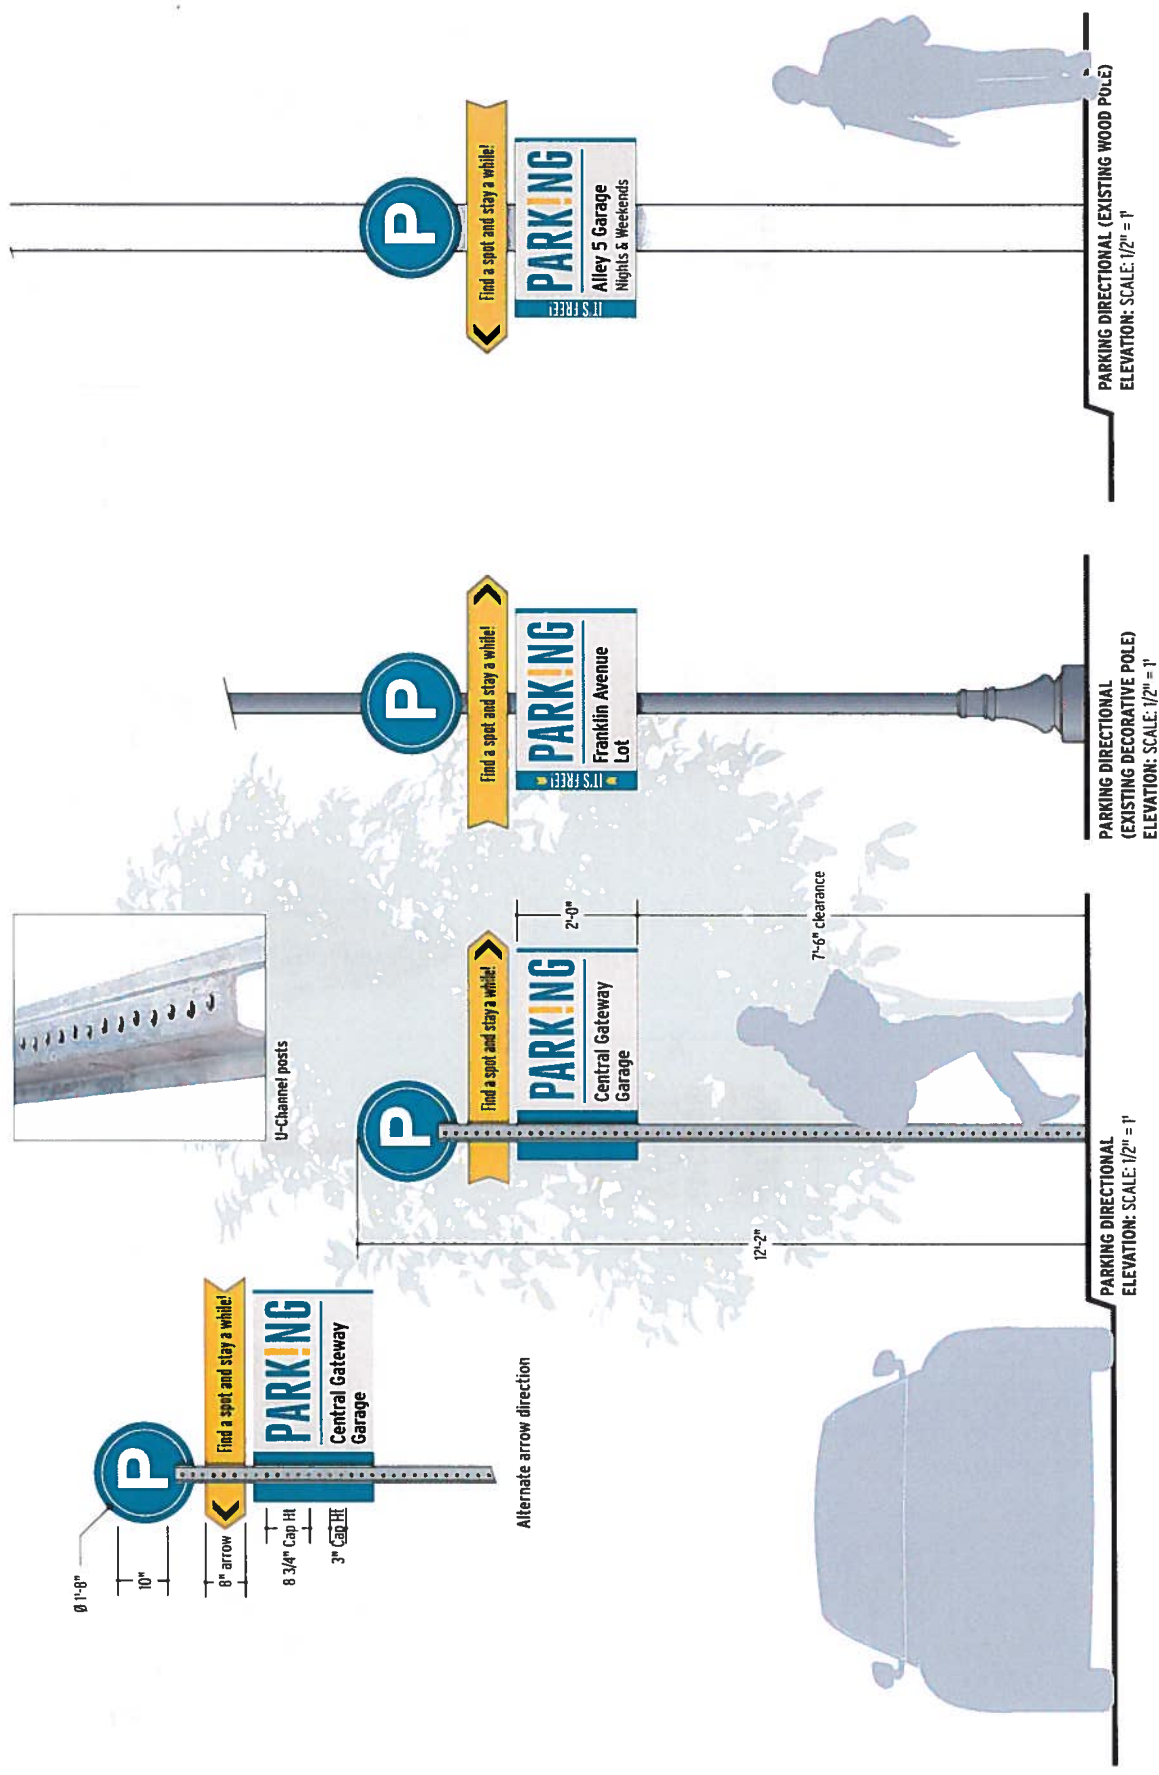 Ø 1'-8"
10"
8" arrow
8 3/4" Cap Ht
3" Cap Ht
P
Find a spot and stay a while!
PARK!NG
Central Gateway
Garage
Alternate arrow direction
U-Channel posts
P
Find a spot and stay a while!
PARK!NG
Central Gateway
Garage
12'-2"
2'-0"
7'-6" clearance
PARKING DIRECTIONAL
ELEVATION: SCALE: 1/2" = 1'
P
Find a spot and stay a while!
IT'S FREE!
PARK!NG
Franklin Avenue
Lot
PARKING DIRECTIONAL
(EXISTING DECORATIVE POLE)
ELEVATION: SCALE: 1/2" = 1'
P
Find a spot and stay a while!
IT'S FREE!
PARK!NG
Alley 5 Garage
Nights & Weekends
PARKING DIRECTIONAL (EXISTING WOOD POLE)
ELEVATION: SCALE: 1/2" = 1'